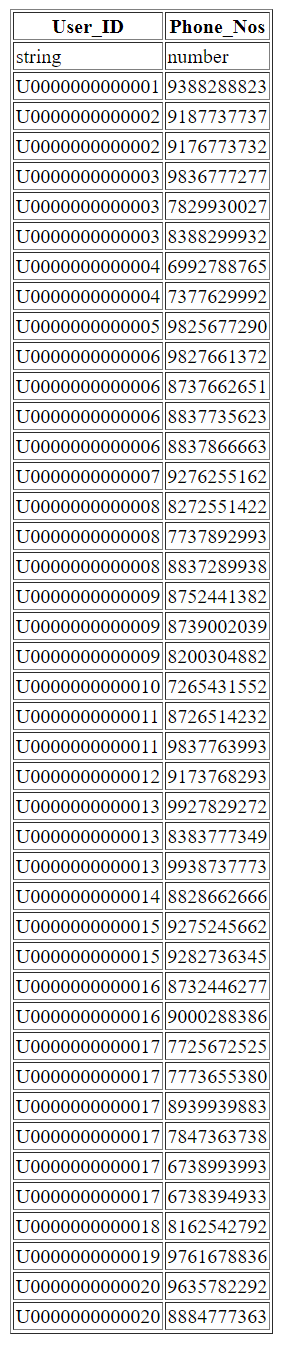 User_ID Phone_Nos
string number
U0000000000001 9388288823
U0000000000002 9187737737
U0000000000002 9176773732
U0000000000003 9836777277
U0000000000003 7829930027
U0000000000003 8388299932
U0000000000004 6992788765
U0000000000004 7377629992
U0000000000005 9825677290
U0000000000006 9827661372
U0000000000006 8737662651
U0000000000006 8837735623
U0000000000006 8837866663
U0000000000007 9276255162
U0000000000008 8272551422
U0000000000008 7737892993
U0000000000008 8837289938
U0000000000009 8752441382
U0000000000009 8739002039
U0000000000009 8200304882
U0000000000010 7265431552
U0000000000011 8726514232
U0000000000011 9837763993
U0000000000012 9173768293
U0000000000013 9927829272
U0000000000013 8383777349
U0000000000013 9938737773
U0000000000014 8828662666
U0000000000015 9275245662
U0000000000015 9282736345
U0000000000016 8732446277
U0000000000016 9000288386
U0000000000017 7725672525
U0000000000017 7773655380
U0000000000017 8939939883
U0000000000017 7847363738
U0000000000017 6738993993
U0000000000017 6738394933
U0000000000018 8162542792
U0000000000019 9761678836
U0000000000020 9635782292
U0000000000020 8884777363